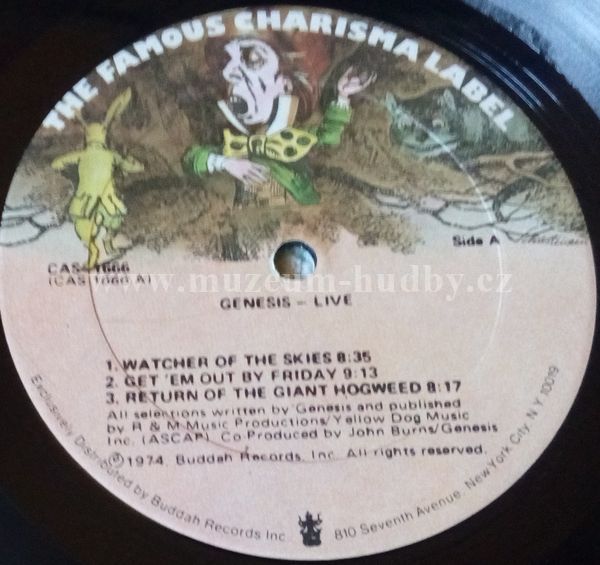 THE FAMOUS CHARISMA LABEL
Side A
CAS 1666
(CAS 1666 A)
www.muzeum-hudby.cz
GENESIS – LIVE
1. WATCHER OF THE SKIES 8:35
2. GET 'EM OUT BY FRIDAY 9:13
3. RETURN OF THE GIANT HOGWEED 8:17
All selections written by Genesis and published
by R & M Music Productions/Yellow Dog Music
Inc. (ASCAP). Co Produced by John Burns/Genesis
℗ 1974, Buddah Records, Inc. All rights reserved.
Exclusively Distributed by Buddah Records Inc. 810 Seventh Avenue, New York City, N Y 10019